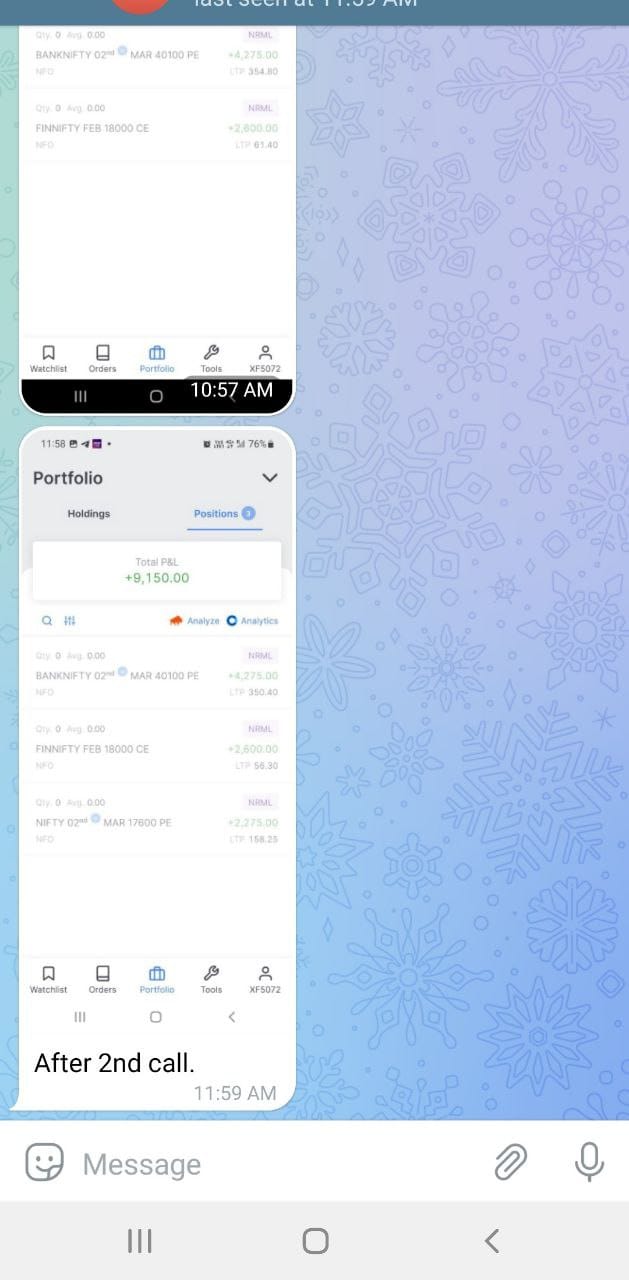 last seen at 11:59 AM
Qty. 0 Avg. 0.00 NRML
BANKNIFTY 02nd MAR 40100 PE +4,275.00
NFO LTP 354.80
Qty. 0 Avg. 0.00 NRML
FINNIFTY FEB 18000 CE +2,600.00
NFO LTP 61.40
Watchlist Orders Portfolio Tools XF5072
10:57 AM
11:58 76%
Portfolio
Holdings Positions 3
Total P&L
+9,150.00
Analyze Analytics
Qty. 0 Avg. 0.00 NRML
BANKNIFTY 02nd MAR 40100 PE +4,275.00
NFO LTP 350.40
Qty. 0 Avg. 0.00 NRML
FINNIFTY FEB 18000 CE +2,600.00
NFO LTP 56.30
Qty. 0 Avg. 0.00 NRML
NIFTY 02nd MAR 17600 PE +2,275.00
NFO LTP 158.25
Watchlist Orders Portfolio Tools XF5072
After 2nd call.
11:59 AM
Message